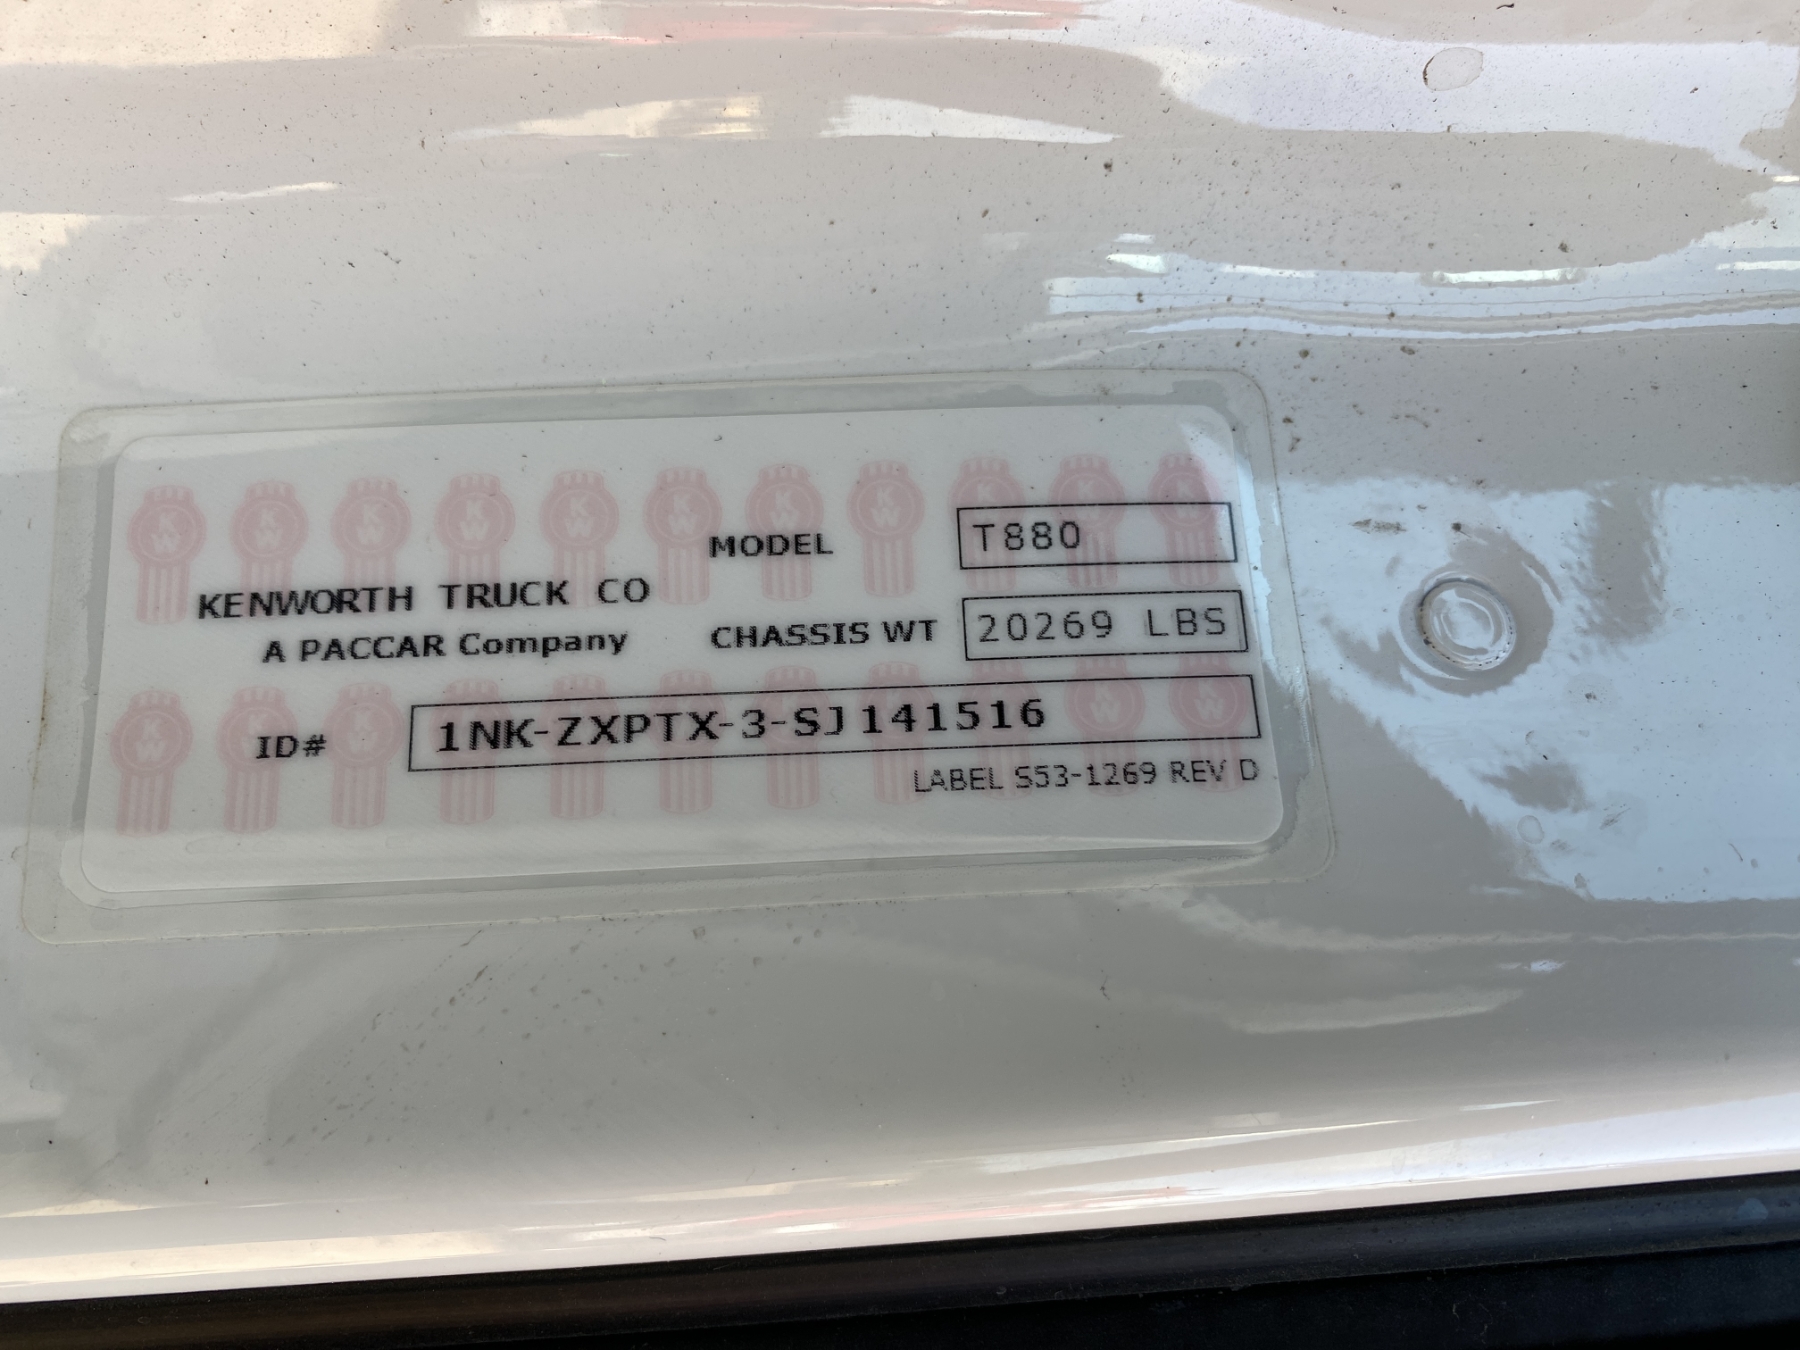 MODEL T880
KENWORTH TRUCK CO
A PACCAR Company
CHASSIS WT 20269 LBS
ID# 1NK-ZXPTX-3-SJ141516
LABEL S53-1269 REV D